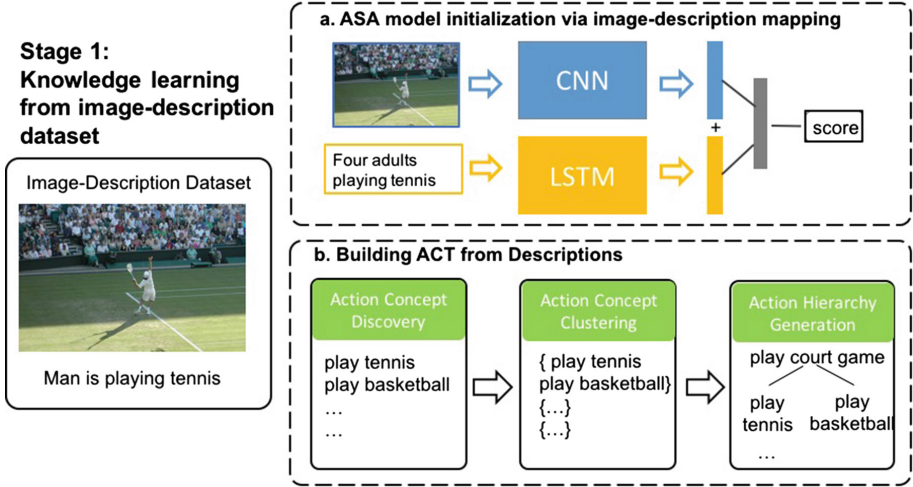 Stage 1:
Knowledge learning
from image-description
dataset
Image-Description Dataset
Man is playing tennis
a. ASA model initialization via image-description mapping
CNN
Four adults
playing tennis
LSTM
+
score
b. Building ACT from Descriptions
Action Concept
Discovery
play tennis
play basketball
...
...
Action Concept
Clustering
{ play tennis
play basketball}
{...}
{...}
Action Hierarchy
Generation
play court game
play
tennis
play
basketball
...